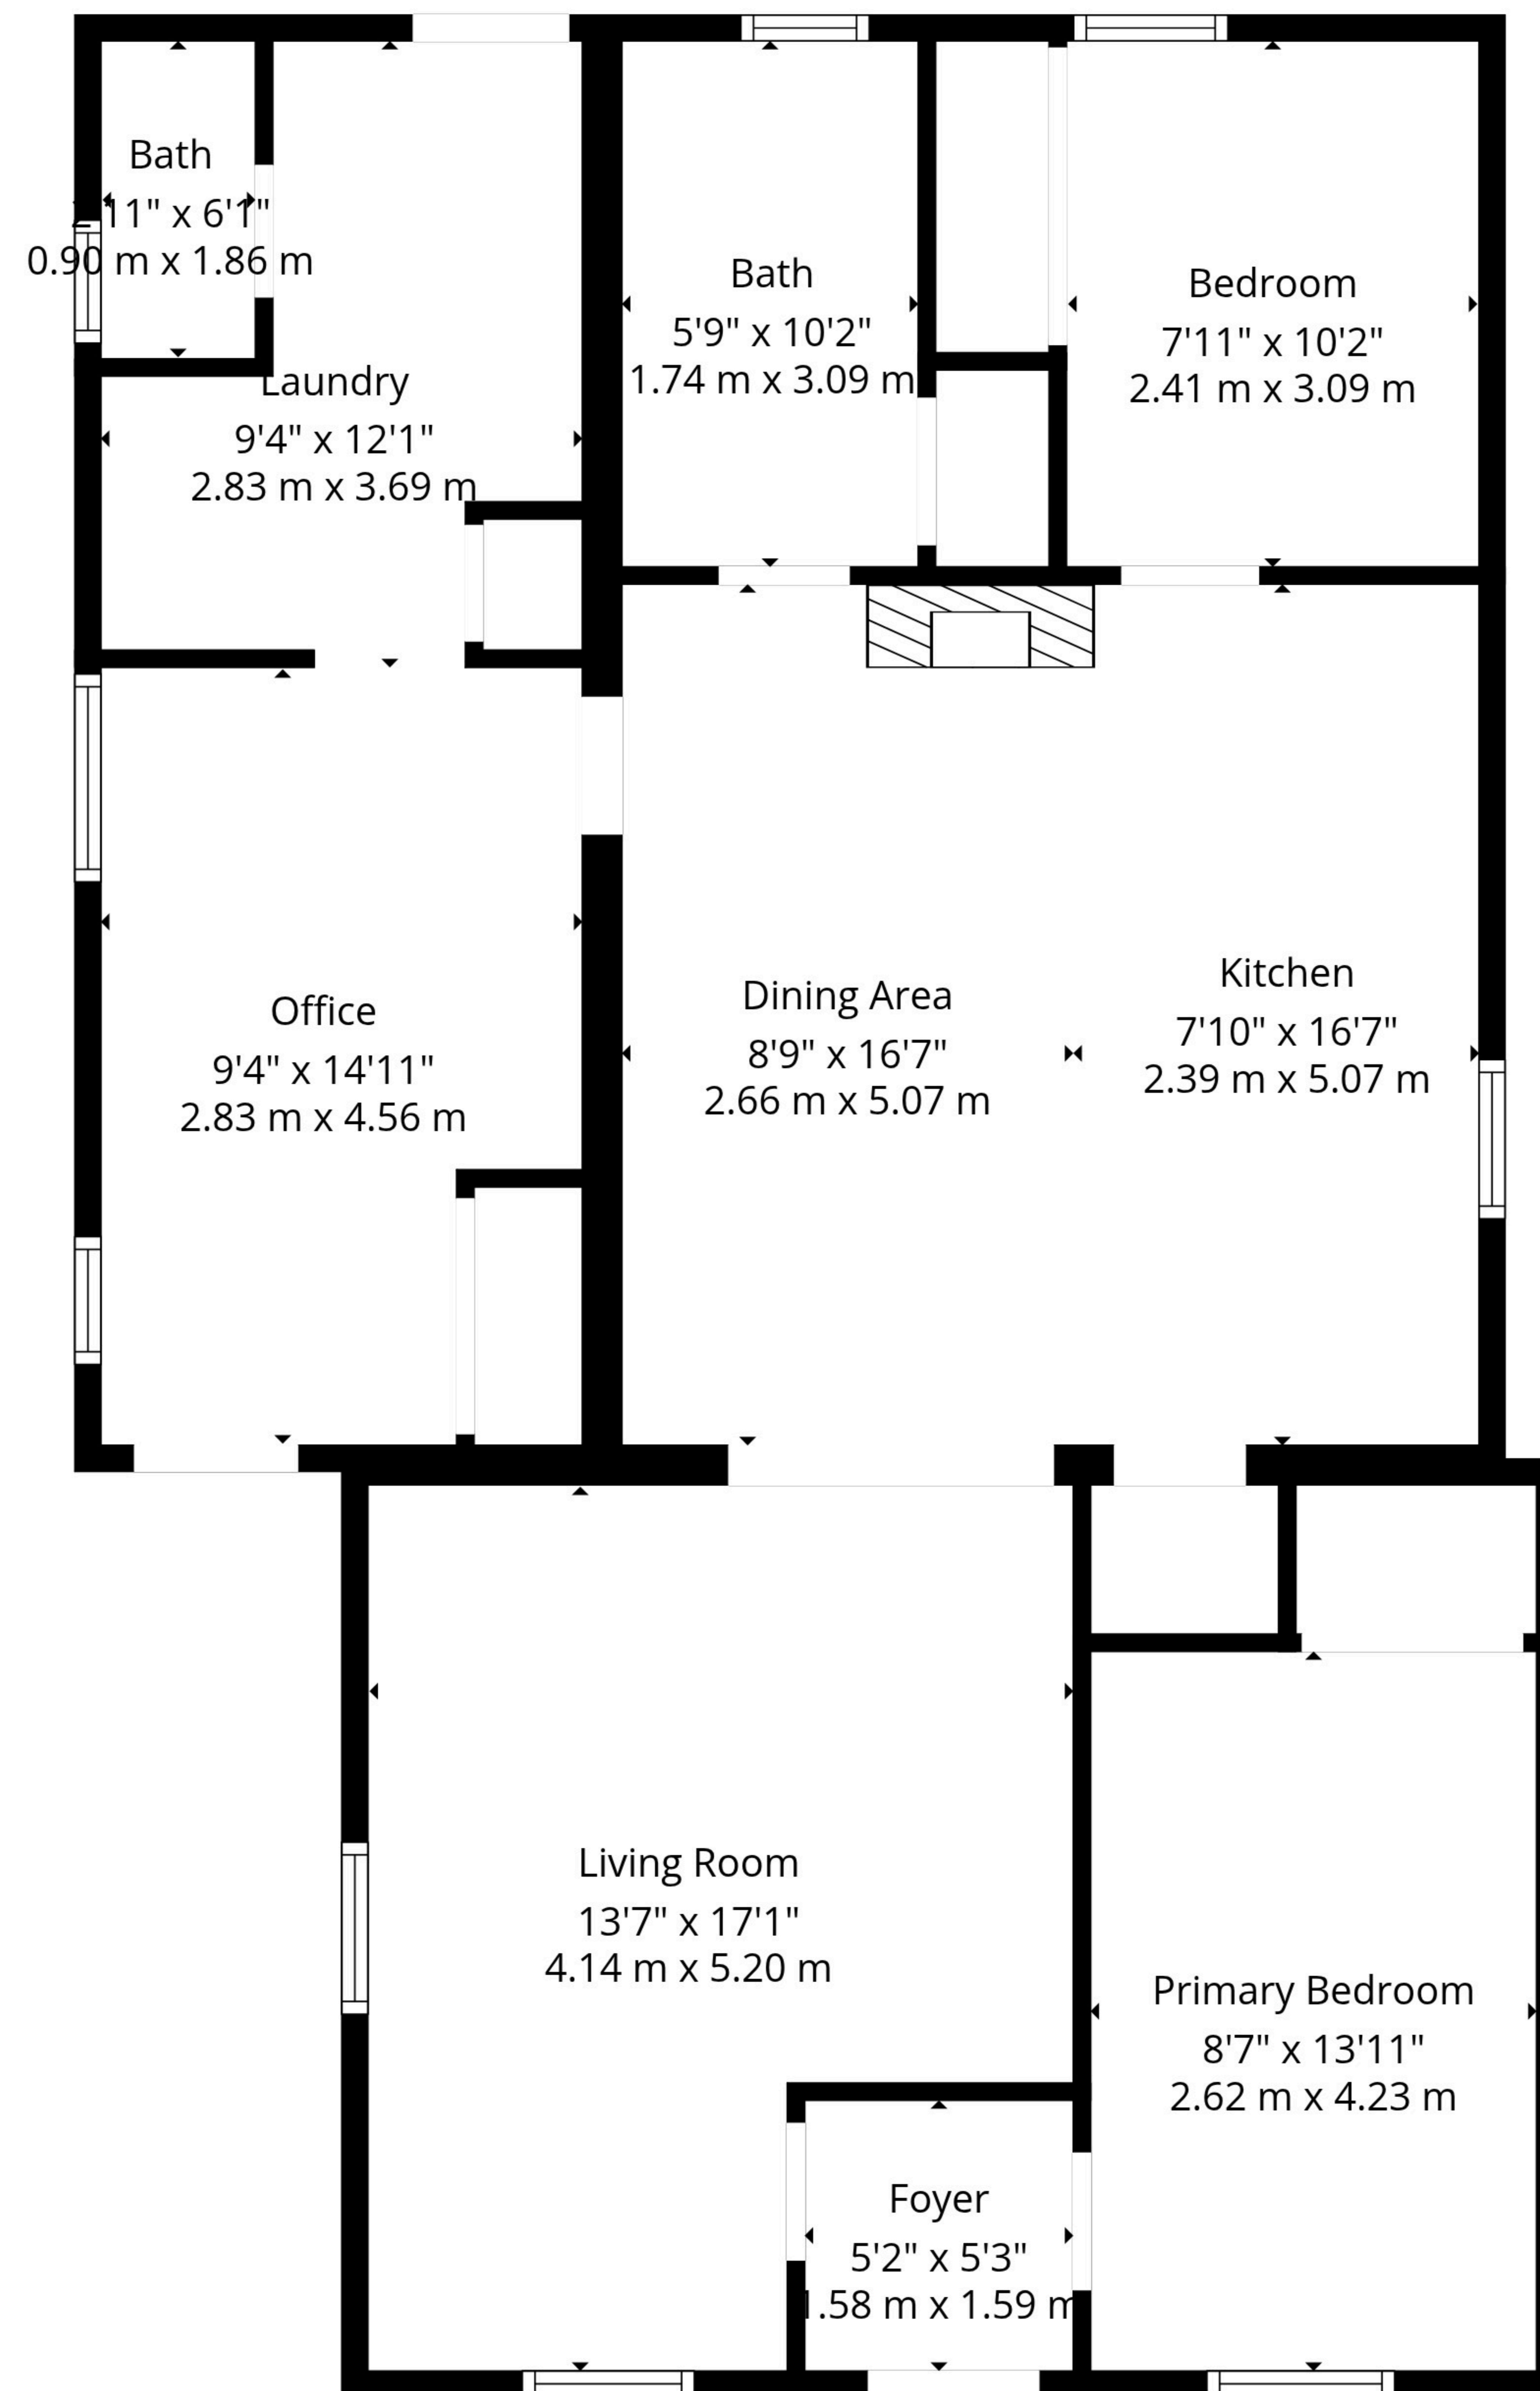 Bath
2'11" x 6'1"
0.90 m x 1.86 m
Laundry
9'4" x 12'1"
2.83 m x 3.69 m
Bath
5'9" x 10'2"
1.74 m x 3.09 m
Bedroom
7'11" x 10'2"
2.41 m x 3.09 m
Office
9'4" x 14'11"
2.83 m x 4.56 m
Dining Area
8'9" x 16'7"
2.66 m x 5.07 m
Kitchen
7'10" x 16'7"
2.39 m x 5.07 m
Living Room
13'7" x 17'1"
4.14 m x 5.20 m
Primary Bedroom
8'7" x 13'11"
2.62 m x 4.23 m
Foyer
5'2" x 5'3"
1.58 m x 1.59 m